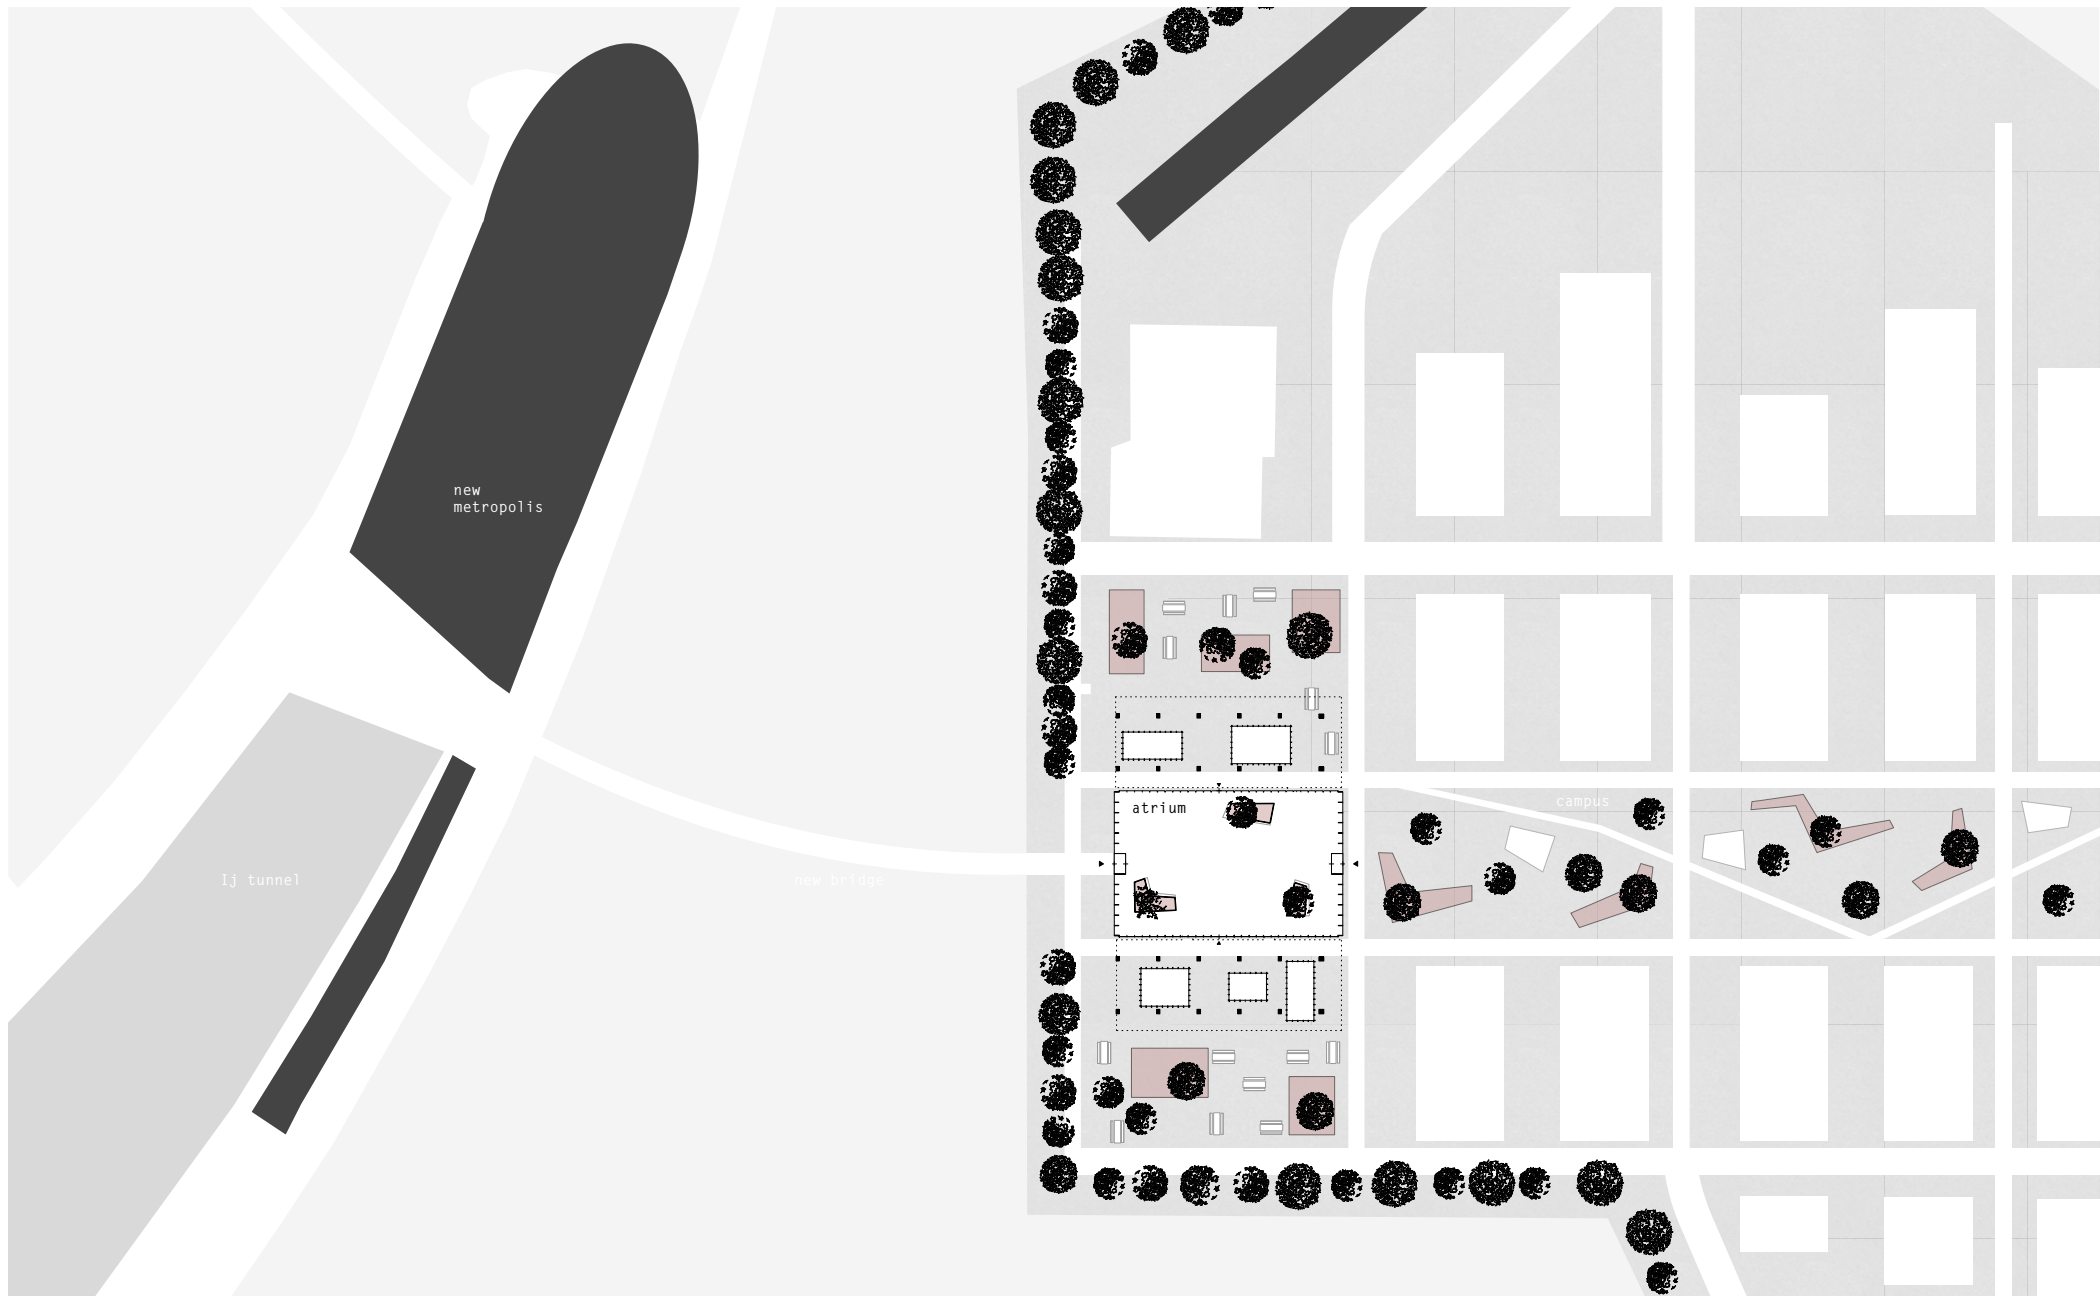 new
metropolis
atrium
campus
Ij tunnel
new bridge